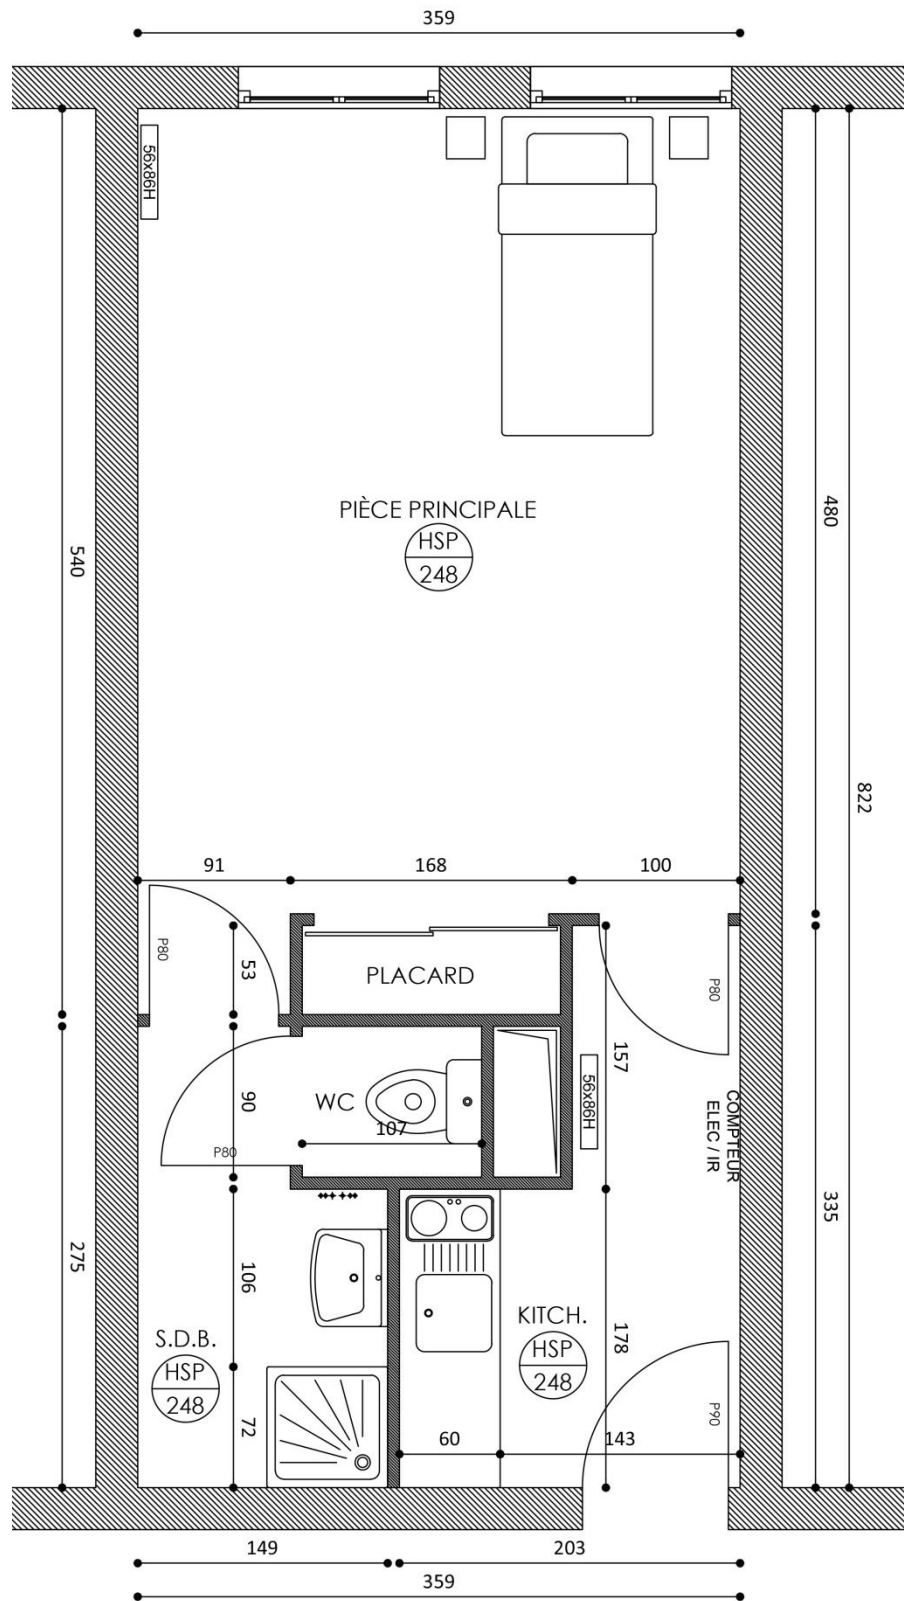 359
56x86H
PIÈCE PRINCIPALE
HSP
248
480
540
822
91
168
100
P80
53
PLACARD
P80
157
56x86H
COMPTEUR
ELEC / IR
90
WC
107
P80
335
275
106
KITCH.
HSP
248
178
S.D.B.
HSP
248
72
P90
60
143
149
203
359